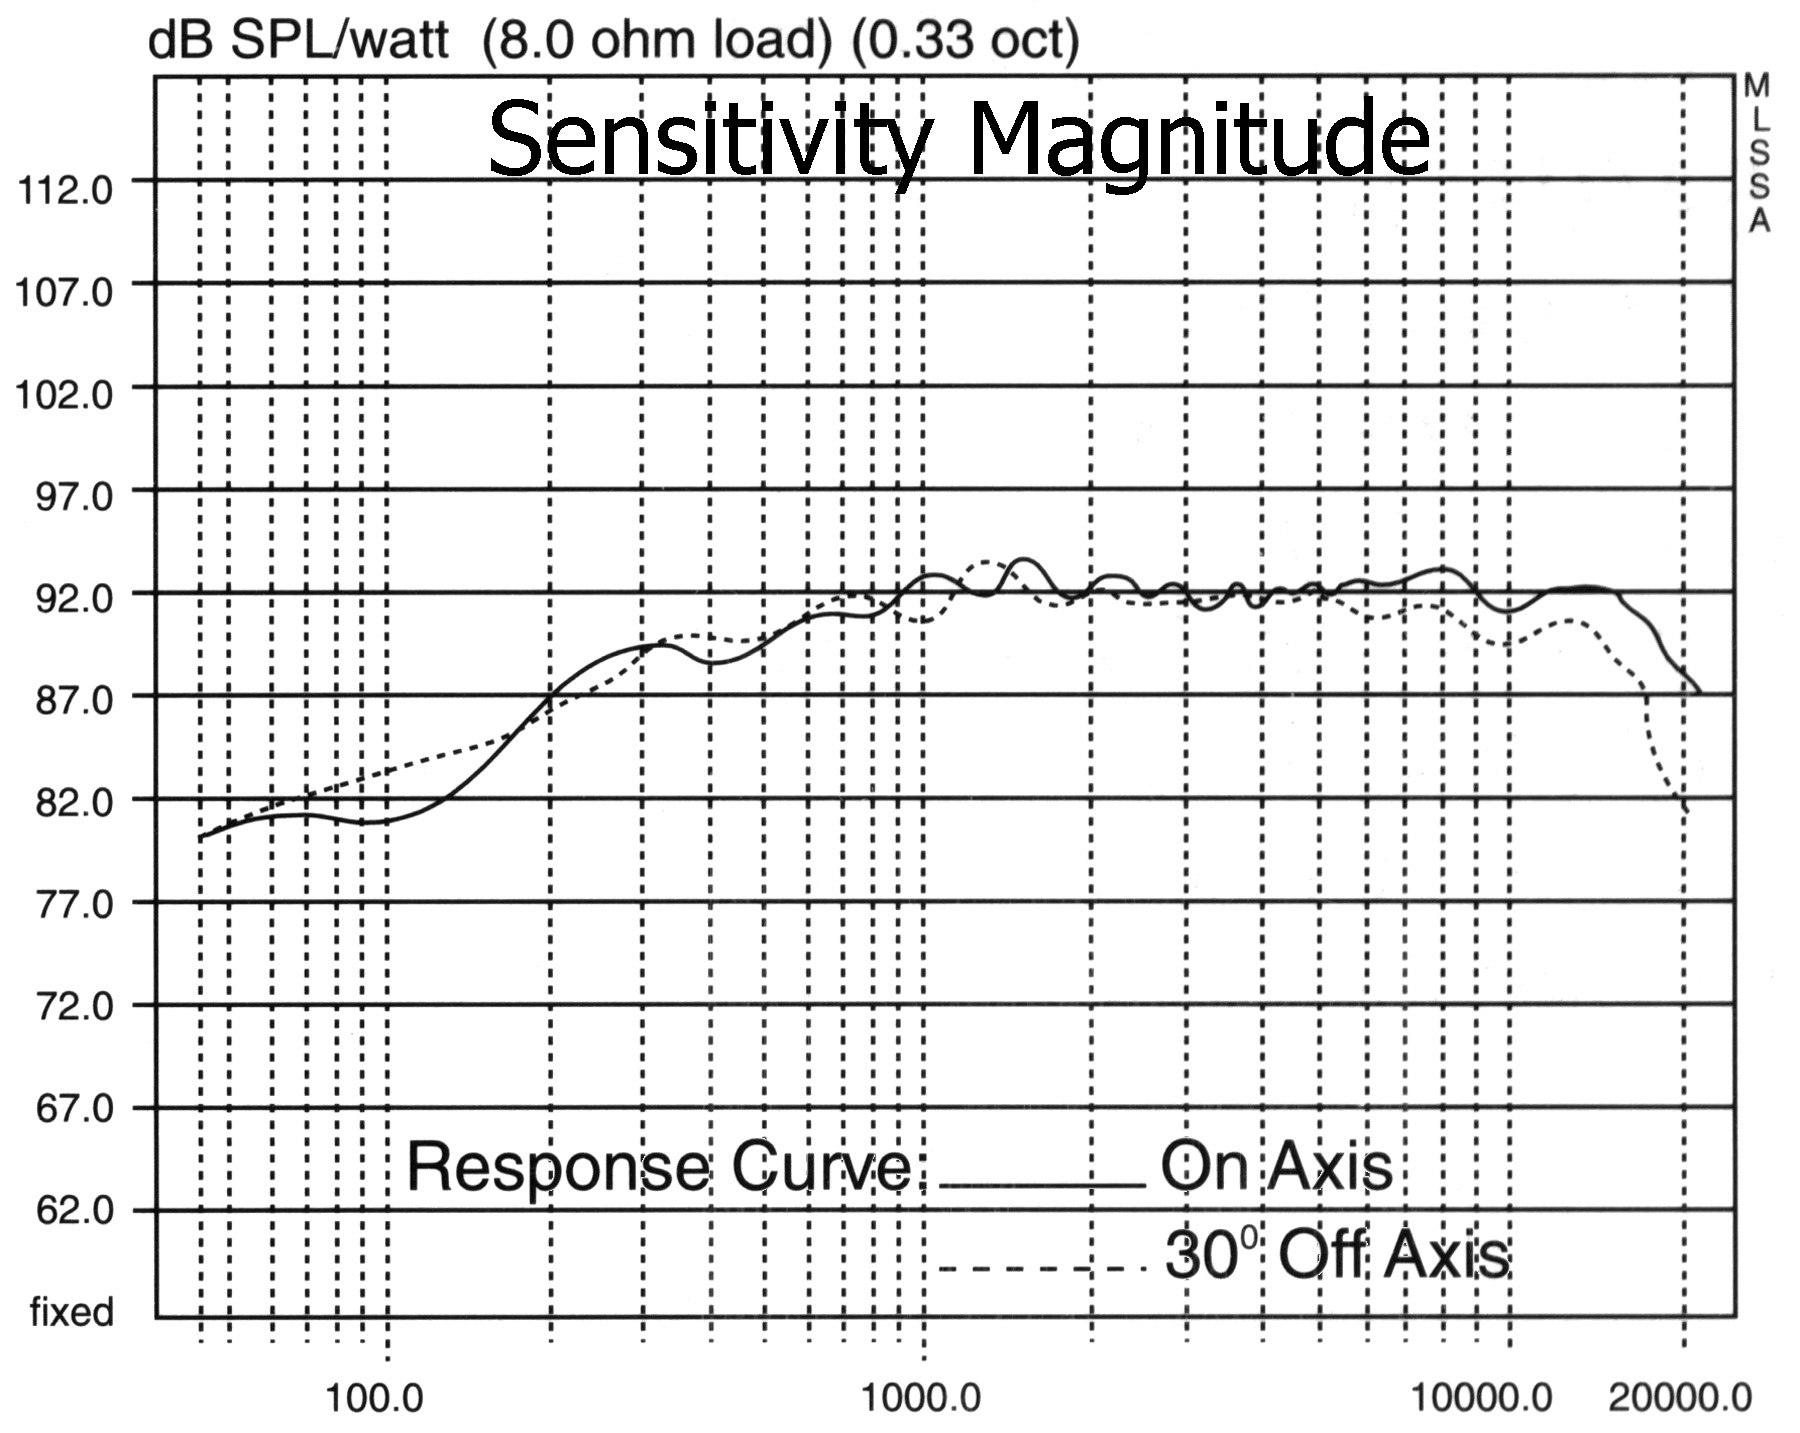 dB SPL/watt (8.0 ohm load) (0.33 oct)
Sensitivity Magnitude
M
L
S
S
A
112.0
107.0
102.0
97.0
92.0
87.0
82.0
77.0
72.0
67.0
62.0
fixed
Response Curve: On Axis
30⁰ Off Axis
100.0 1000.0 10000.0 20000.0